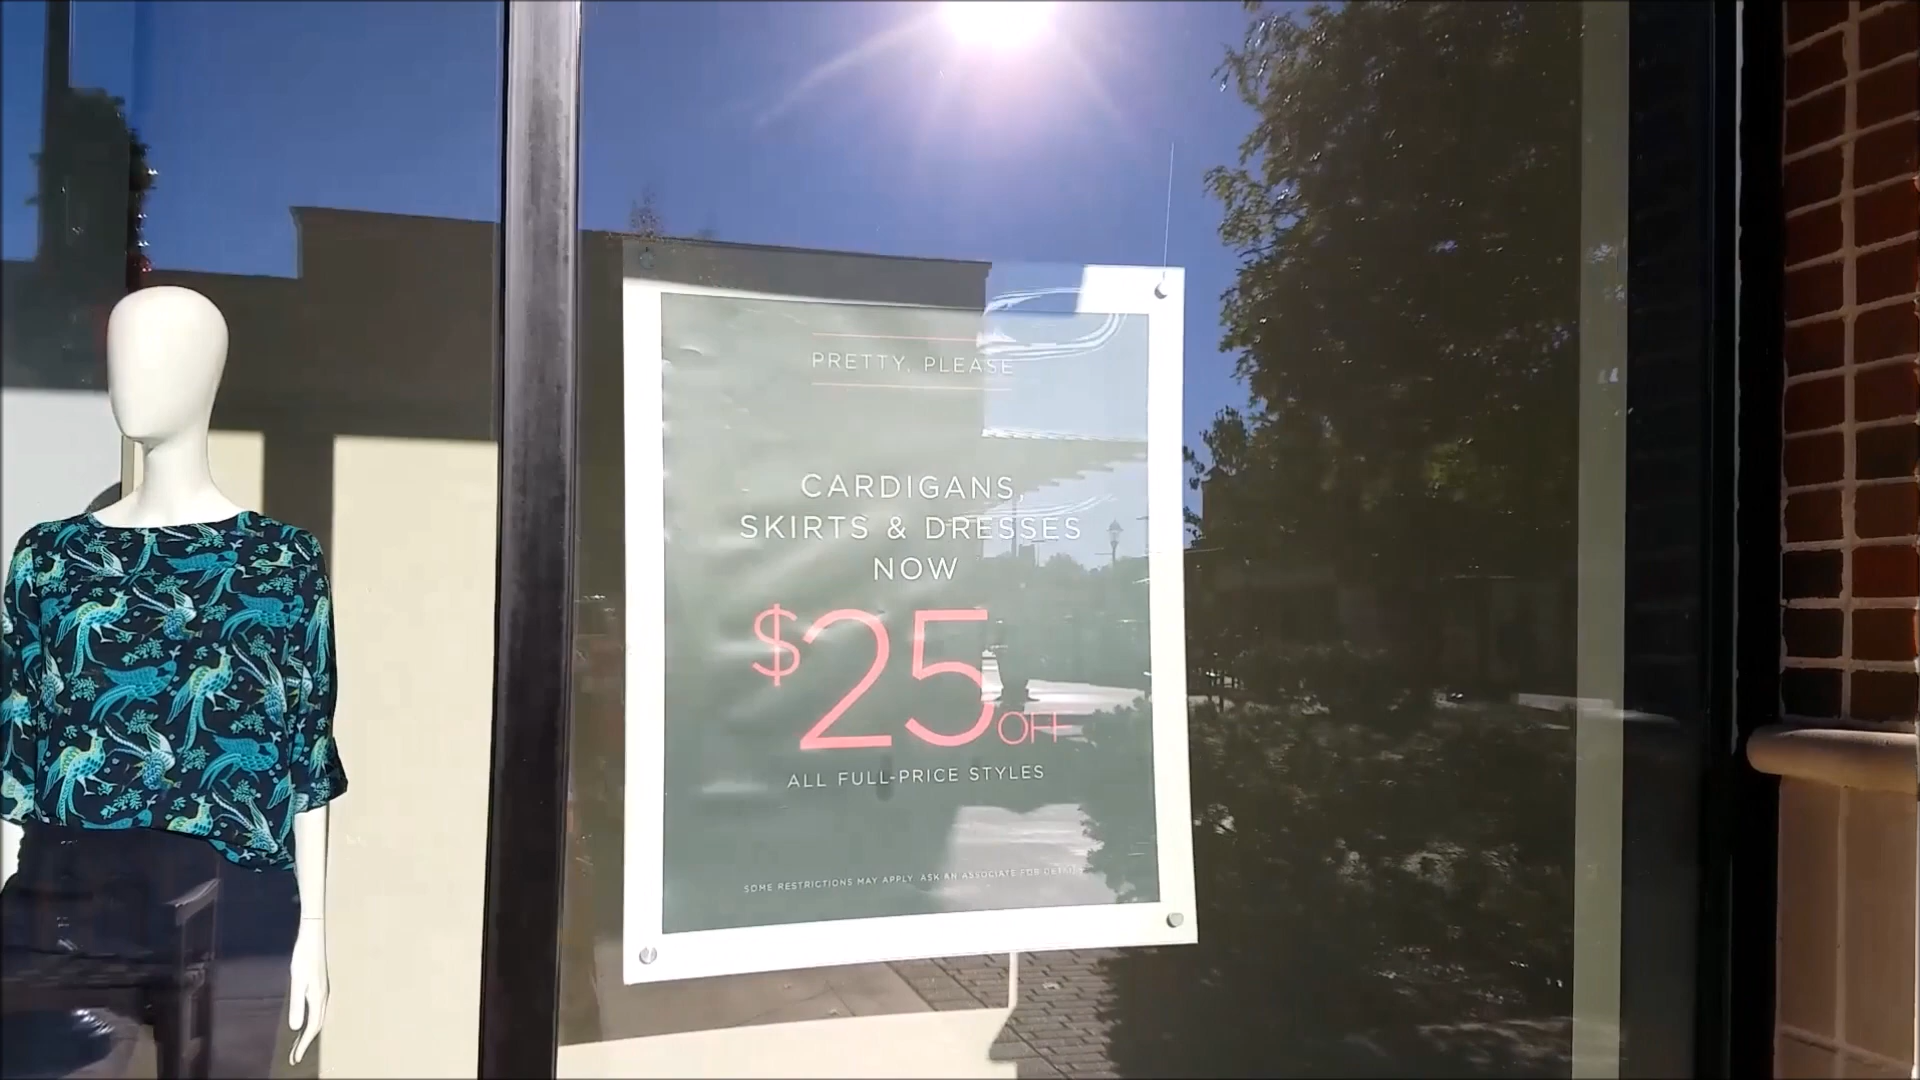 PRETTY, PLEASE
CARDIGANS,
SKIRTS & DRESSES
NOW
$25 OFF
ALL FULL-PRICE STYLES
SOME RESTRICTIONS MAY APPLY. ASK AN ASSOCIATE FOR DETAILS.